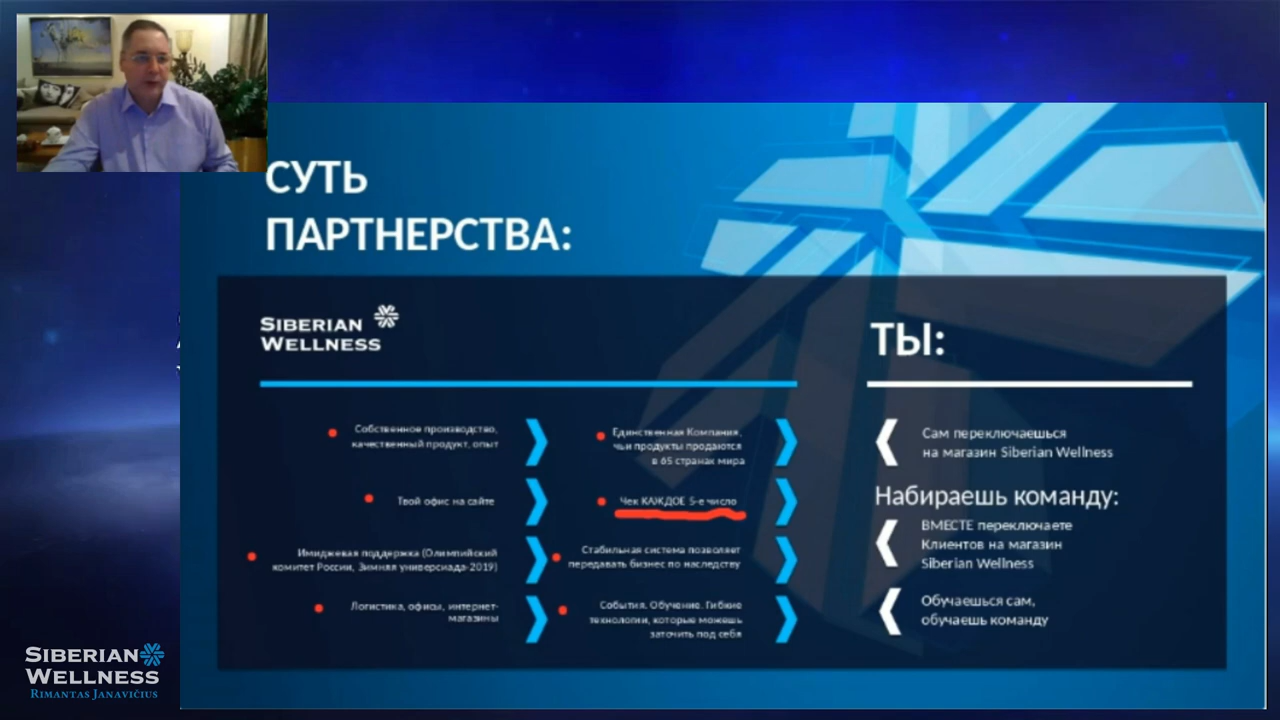 СУТЬ
ПАРТНЕРСТВА:
SIBERIAN
WELLNESS
Собственное производство,
качественный продукт, опыт
Твой офис на сайте
Имиджевая поддержка (Олимпийский
комитет России, Зимняя универсиада-2019)
Логистика, офисы, интернет-
магазины
Единственная Компания,
чьи продукты продаются
в 65 странах мира
Чек КАЖДОЕ 5-е число
Стабильная система позволяет
передавать бизнес по наследству
События. Обучение. Гибкие
технологии, которые можешь
заточить под себя
ТЫ:
Сам переключаешься
на магазин Siberian Wellness
Набираешь команду:
ВМЕСТЕ переключаете
Клиентов на магазин
Siberian Wellness
Обучаешься сам,
обучаешь команду
SIBERIAN
WELLNESS
RIMANTAS JANAVIČIUS